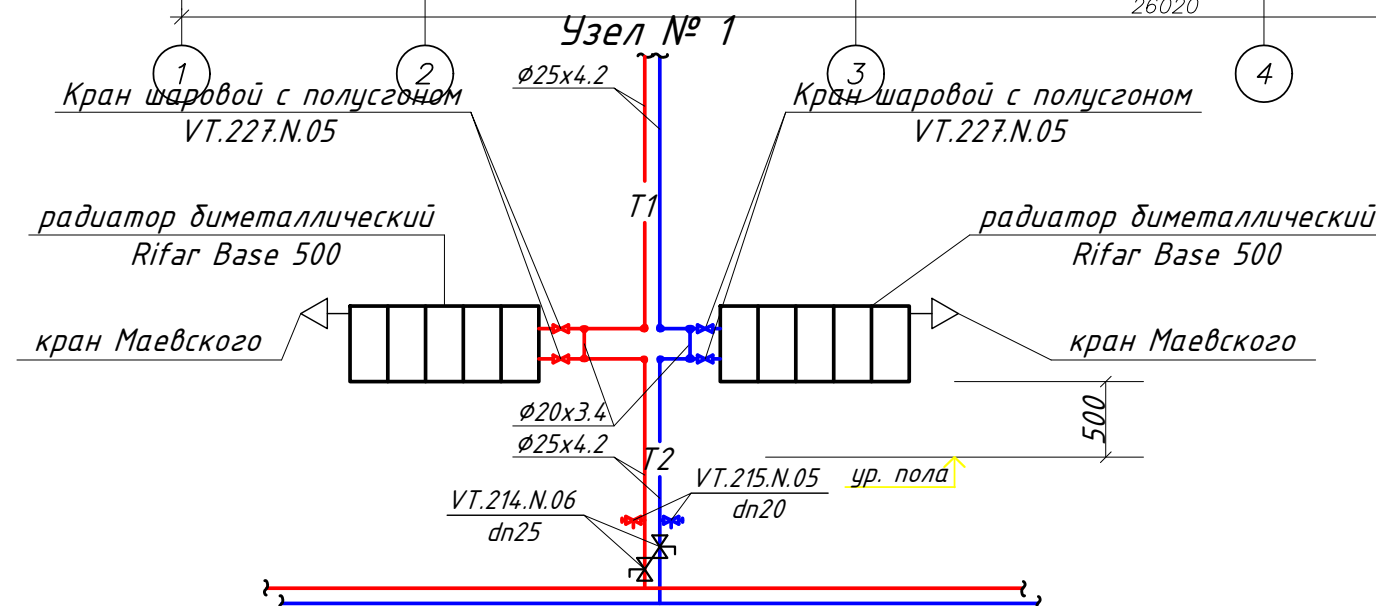 26020
Узел № 1
1
2
3
4
Ø25x4.2
Кран шаровой с полусгоном
VT.227.N.05
Кран шаровой с полусгоном
VT.227.N.05
T1
радиатор биметаллический
Rifar Base 500
радиатор биметаллический
Rifar Base 500
кран Маевского
кран Маевского
Ø20x3.4
500
Ø25x4.2
T2
ур. пола
VT.215.N.05
dn20
VT.214.N.06
dn25